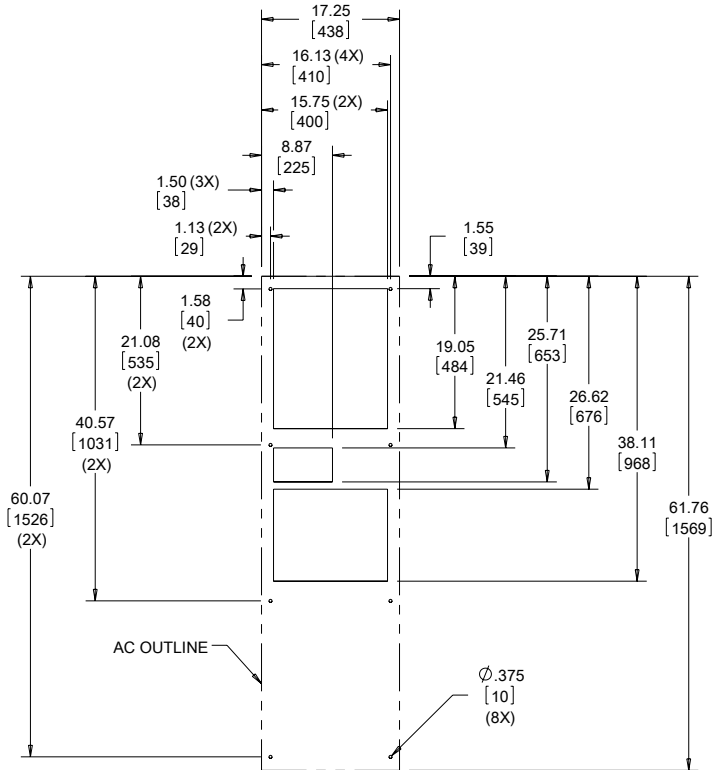 17.25
[438]
16.13 (4X)
[410]
15.75 (2X)
[400]
8.87
[225]
1.50 (3X)
[38]
1.13 (2X)
[29]
1.55
[39]
1.58
[40]
(2X)
21.08
[535]
(2X)
19.05
[484]
25.71
[653]
21.46
[545]
26.62
[676]
40.57
[1031]
(2X)
38.11
[968]
60.07
[1526]
(2X)
61.76
[1569]
AC OUTLINE
Ø.375
[10]
(8X)